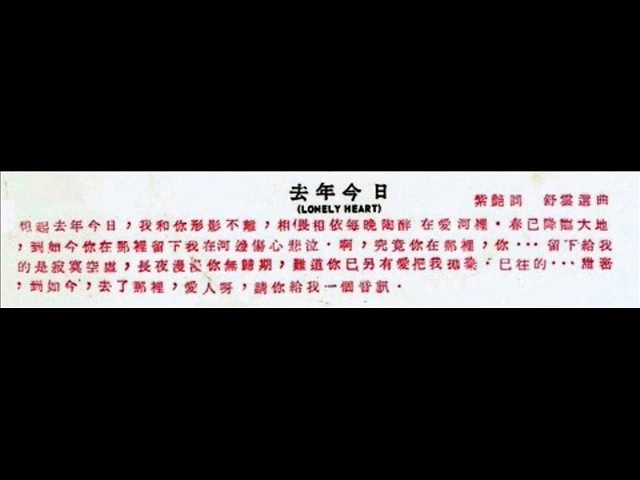 去年今日
(LONELY HEART)
紫艶詞 舒雲選曲
想起去年今日，我和你形影不離，相偎相依每晚陶醉在愛河裡．春已降臨大地
，到如今你在那裡留下我在河邊傷心悲泣．啊，究竟你在那裡，你···留下給我
的是寂寞空虛，長夜漫漫你無歸期，難道你已另有愛把我拋棄．已往的···甜密
，到如今，去了那裡，愛人呀，請你給我一個音訊．